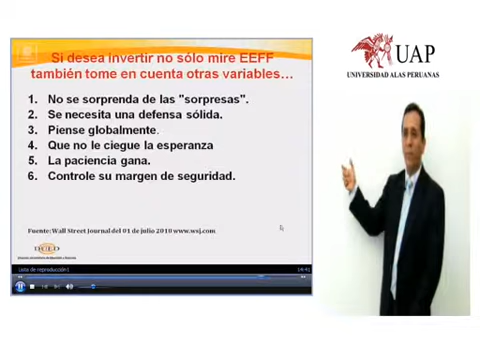 Si desea invertir no sólo mire EEFF
también tome en cuenta otras variables…
1. No se sorprenda de las "sorpresas".
2. Se necesita una defensa sólida.
3. Piense globalmente.
4. Que no le ciegue la esperanza
5. La paciencia gana.
6. Controle su margen de seguridad.
Fuente: Wall Street Journal del 01 de julio 2010 www.wsj.com
DUED
Lista de reproducción1
14:41
UAP
UNIVERSIDAD ALAS PERUANAS